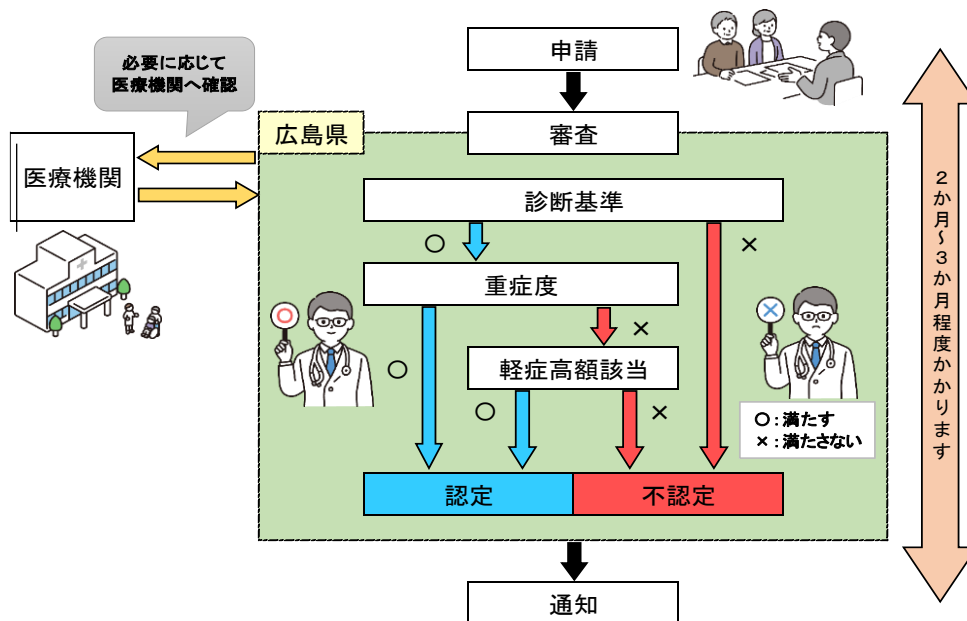 申請
必要に応じて
医療機関へ確認
広島県
審査
医療機関
診断基準
○
×
重症度
×
○
軽症高額該当
○
×
○:満たす
×:満たさない
認定
不認定
通知
2か月~3か月程度かかります